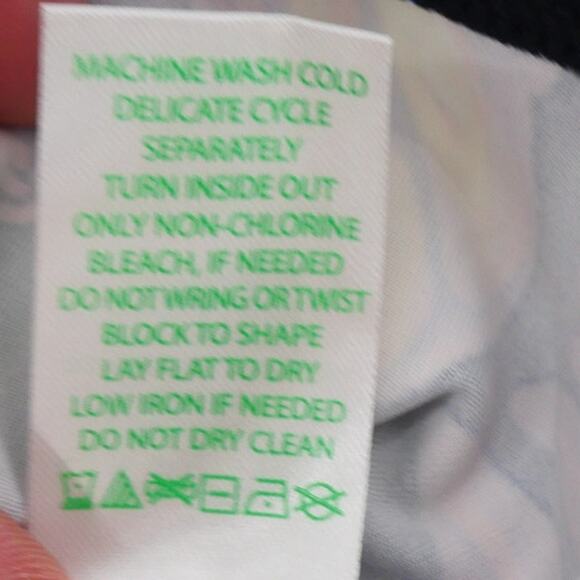 MACHINE WASH COLD
DELICATE CYCLE
SEPARATELY
TURN INSIDE OUT
ONLY NON-CHLORINE
BLEACH, IF NEEDED
DO NOT WRING OR TWIST
BLOCK TO SHAPE
LAY FLAT TO DRY
LOW IRON IF NEEDED
DO NOT DRY CLEAN